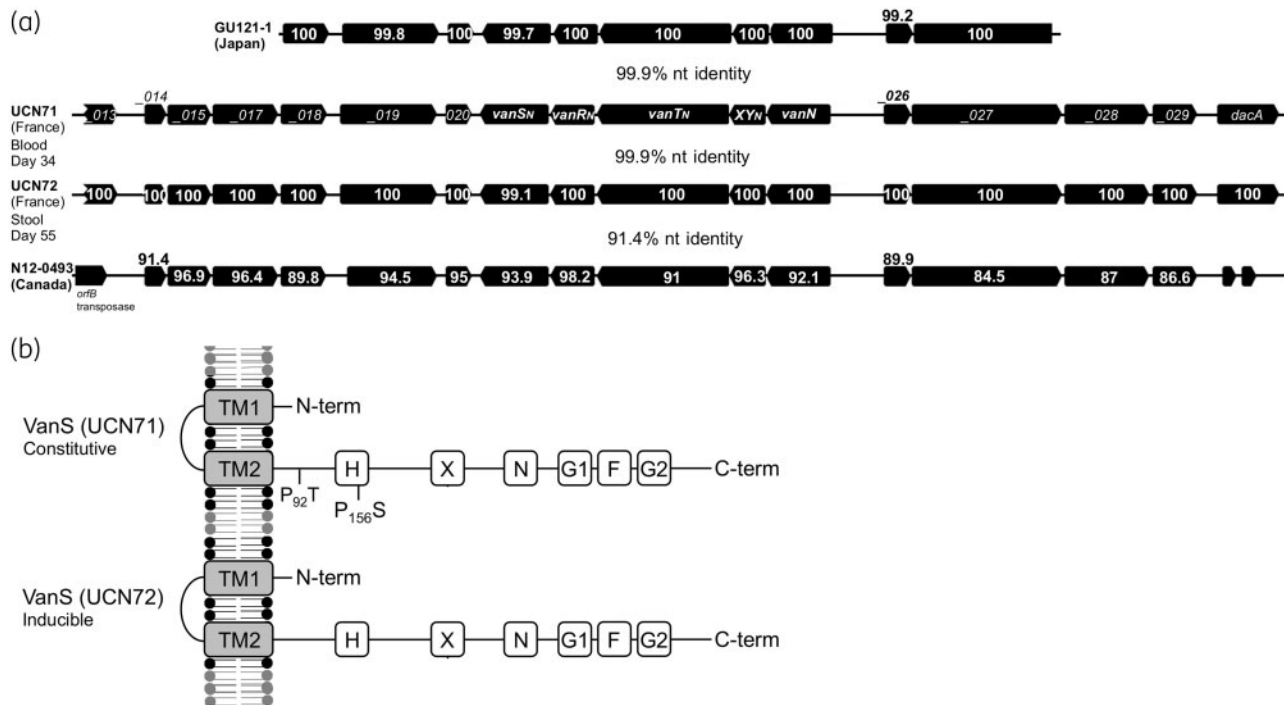 (a)
GU121-1
(Japan)
100 99.8 100 99.7 100 100 100 100 99.2 100
99.9% nt identity
UCN71
(France)
Blood
Day 34
_013 _014 _015 _017 _018 _019 020 vanSN vanRN vanTN XYN vanN _026 _027 _028 _029 dacA
99.9% nt identity
UCN72
(France)
Stool
Day 55
100 100 100 100 100 100 100 99.1 100 100 100 100 100 100 100 100 100
91.4% nt identity
N12-0493
(Canada)
orfB
transposase
91.4 96.9 96.4 89.8 94.5 95 93.9 98.2 91 96.3 92.1 89.9 84.5 87 86.6
(b)
VanS (UCN71)
Constitutive
TM1 N-term
TM2 H X N G1 F G2 C-term
P92T
P156S
VanS (UCN72)
Inducible
TM1 N-term
TM2 H X N G1 F G2 C-term